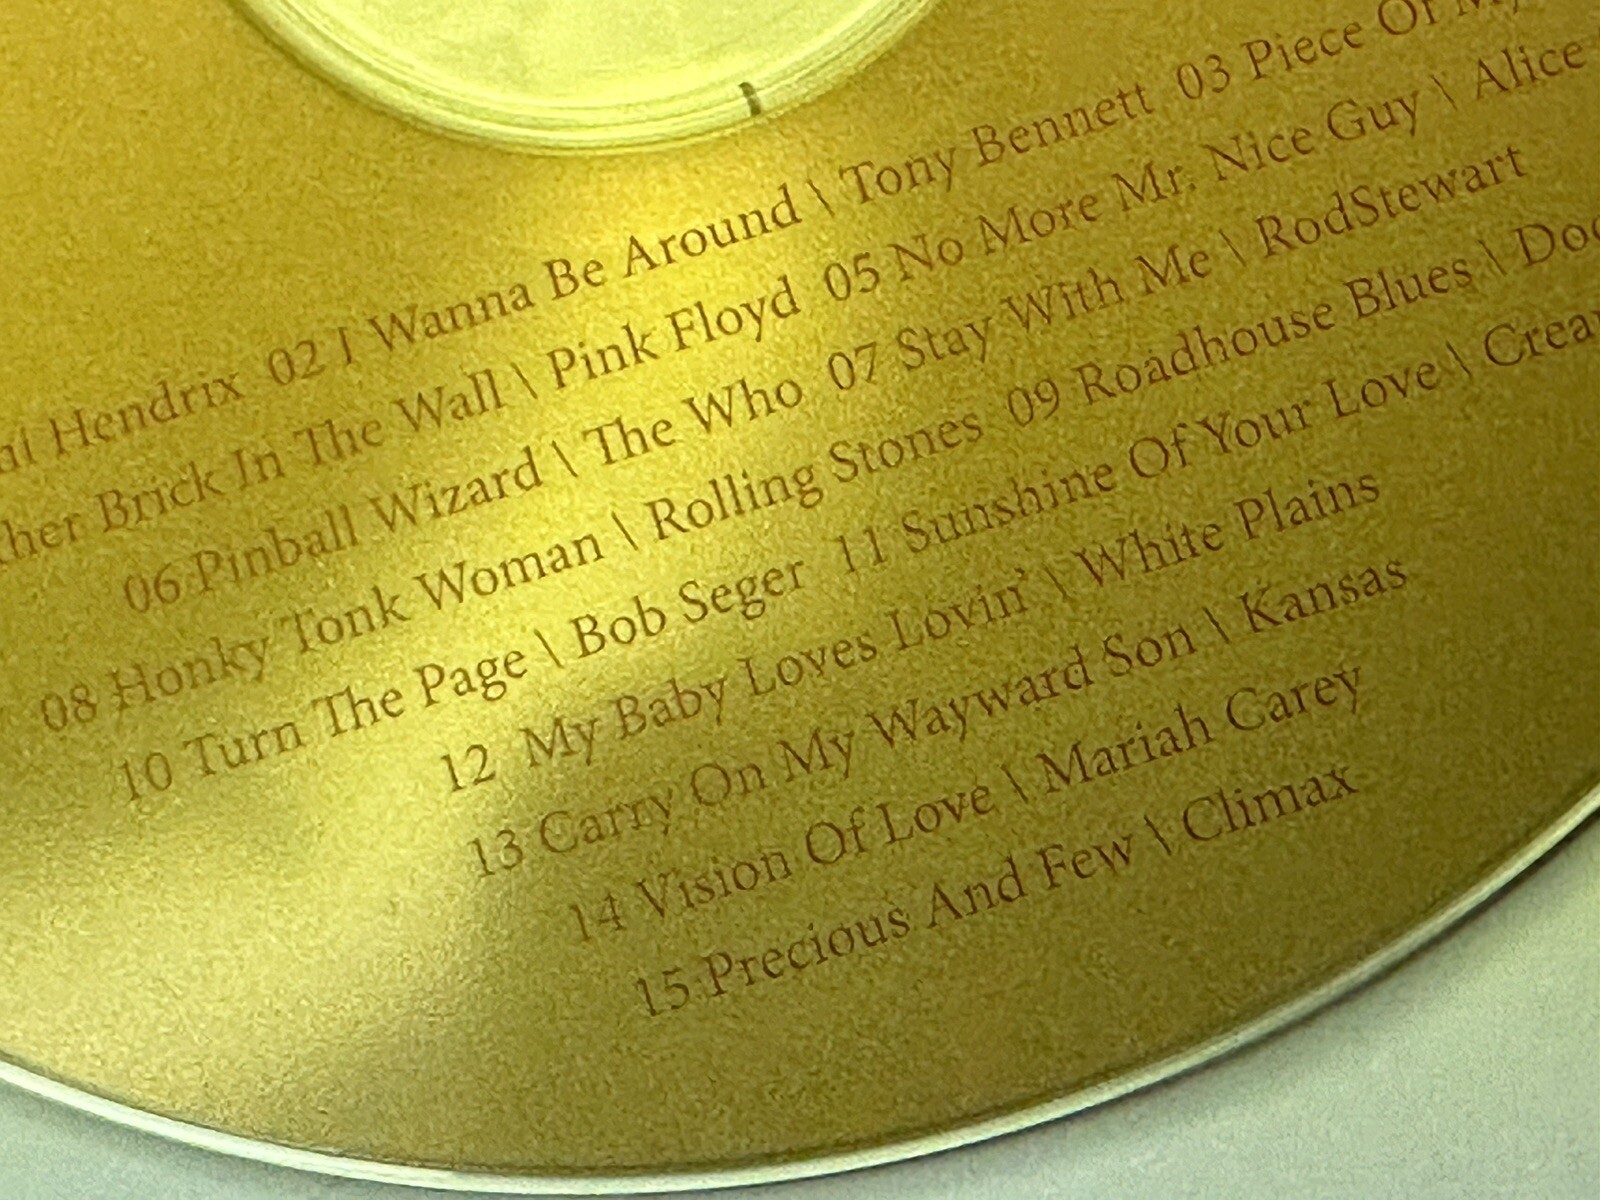 Hendrix 02 I Wanna Be Around \ Tony Bennett 03 Piece Of My
Brick In The Wall \ Pink Floyd 05 No More Mr. Nice Guy \ Alice
06 Pinball Wizard \ The Who 07 Stay With Me \ RodStewart
08 Honky Tonk Woman \ Rolling Stones 09 Roadhouse Blues \
10 Turn The Page \ Bob Seger 11 Sunshine Of Your Love \
12 My Baby Loves Lovin' \ White Plains
13 Carry On My Wayward Son \ Kansas
14 Vision Of Love \ Mariah Carey
15 Precious And Few \ Climax